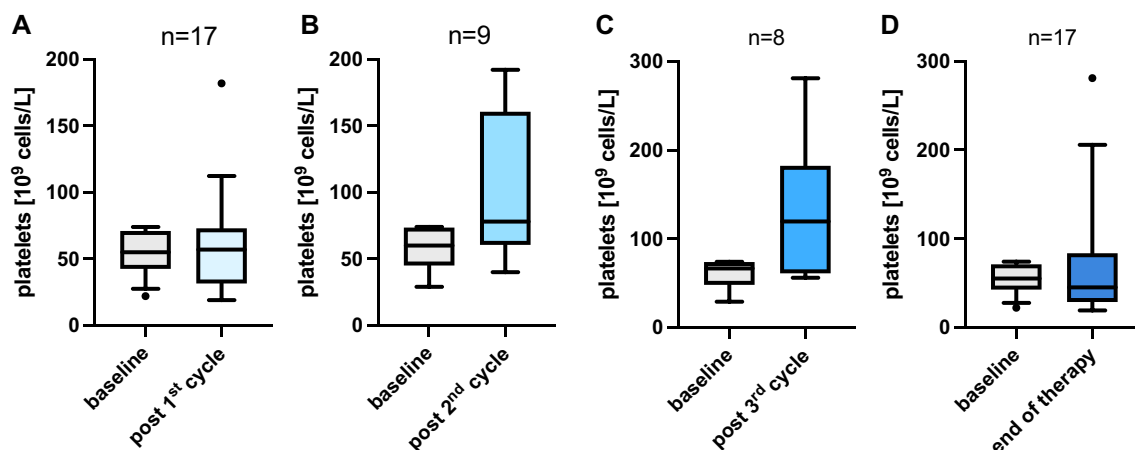 A
n=17
platelets [10⁹ cells/L]
200
150
100
50
0
baseline
post 1ˢᵗ cycle
B
n=9
platelets [10⁹ cells/L]
200
150
100
50
0
baseline
post 2ⁿᵈ cycle
C
n=8
platelets [10⁹ cells/L]
300
200
100
0
baseline
post 3ʳᵈ cycle
D
n=17
platelets [10⁹ cells/L]
300
200
100
0
baseline
end of therapy